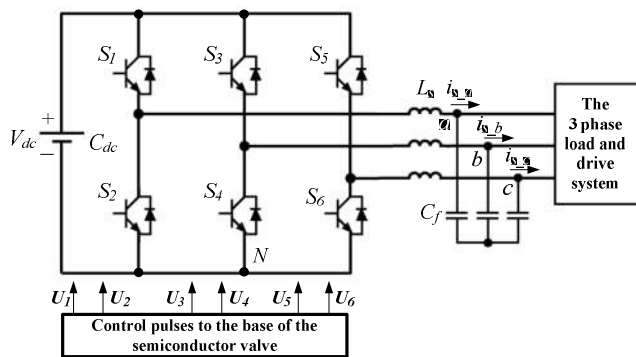 S1
S3
S5
Vdc
+
−
Cdc
S2
S4
S6
N
a
b
c
Cf
The
3 phase
load and
drive
system
U1 U2 U3 U4 U5 U6
Control pulses to the base of the
semiconductor valve